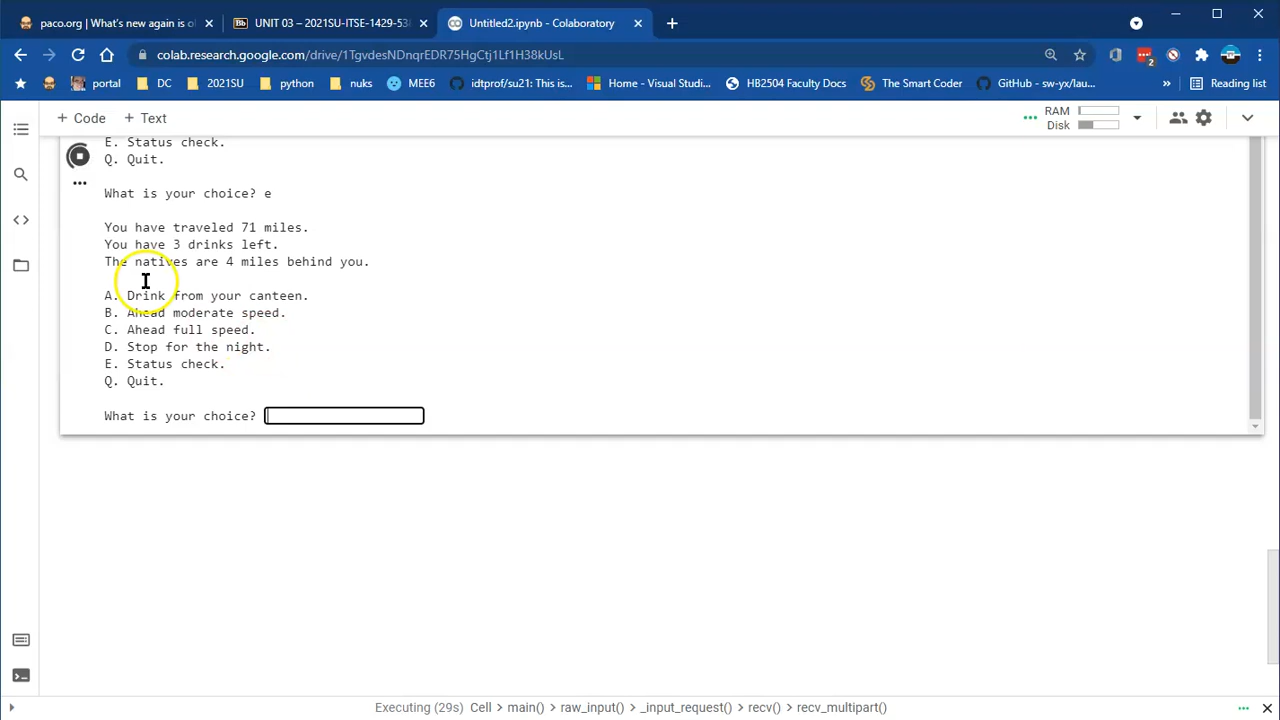 paco.org | What's new again is o
UNIT 03 – 2021SU-ITSE-1429-53
Untitled2.ipynb - Colaboratory
colab.research.google.com/drive/1TgvdesNDnqrEDR75HgCtj1Lf1H38kUsL
2
portal
DC
2021SU
python
nuks
MEE6
idtprof/su21: This is...
Home - Visual Studi...
HB2504 Faculty Docs
The Smart Coder
GitHub - sw-yx/lau...
»
Reading list
+ Code + Text
RAM
Disk
E. Status check.
Q. Quit.
What is your choice? e
You have traveled 71 miles.
You have 3 drinks left.
The natives are 4 miles behind you.
A. Drink from your canteen.
B. Ahead moderate speed.
C. Ahead full speed.
D. Stop for the night.
E. Status check.
Q. Quit.
What is your choice?
Executing (29s) Cell > main() > raw_input() > _input_request() > recv() > recv_multipart()